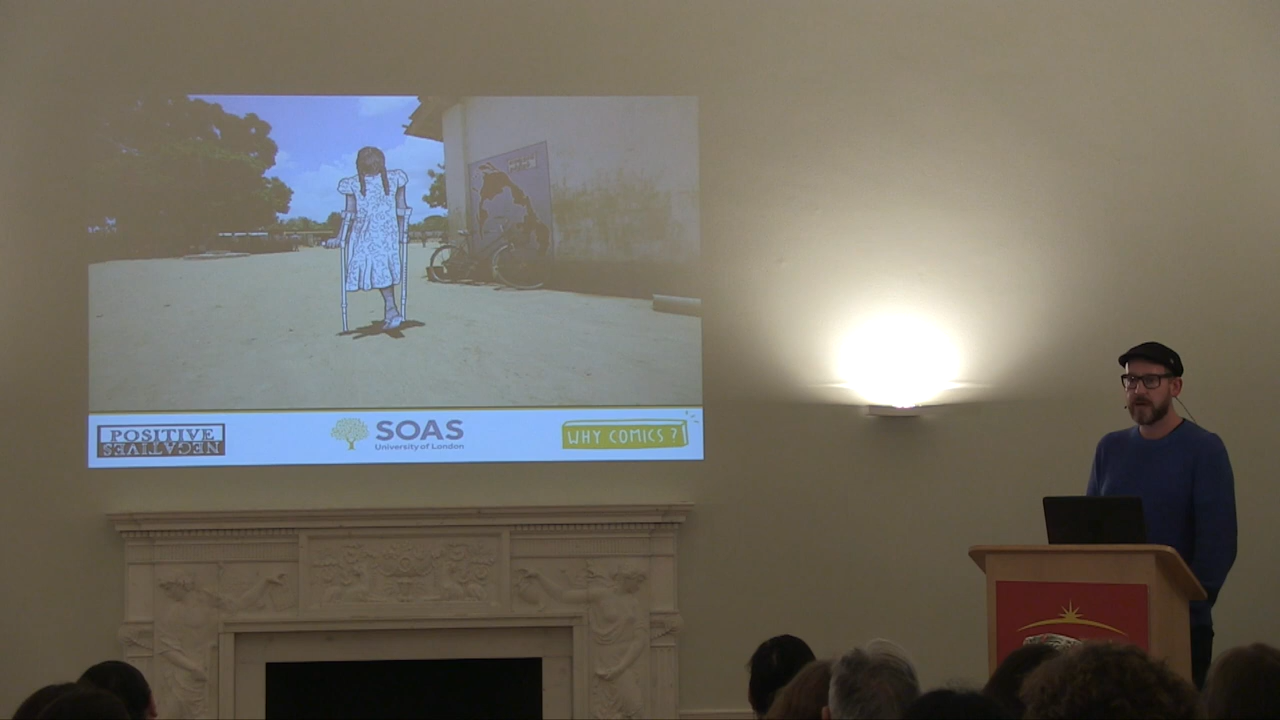 POSITIVE
NEGATIVES
SOAS
University of London
WHY COMICS?